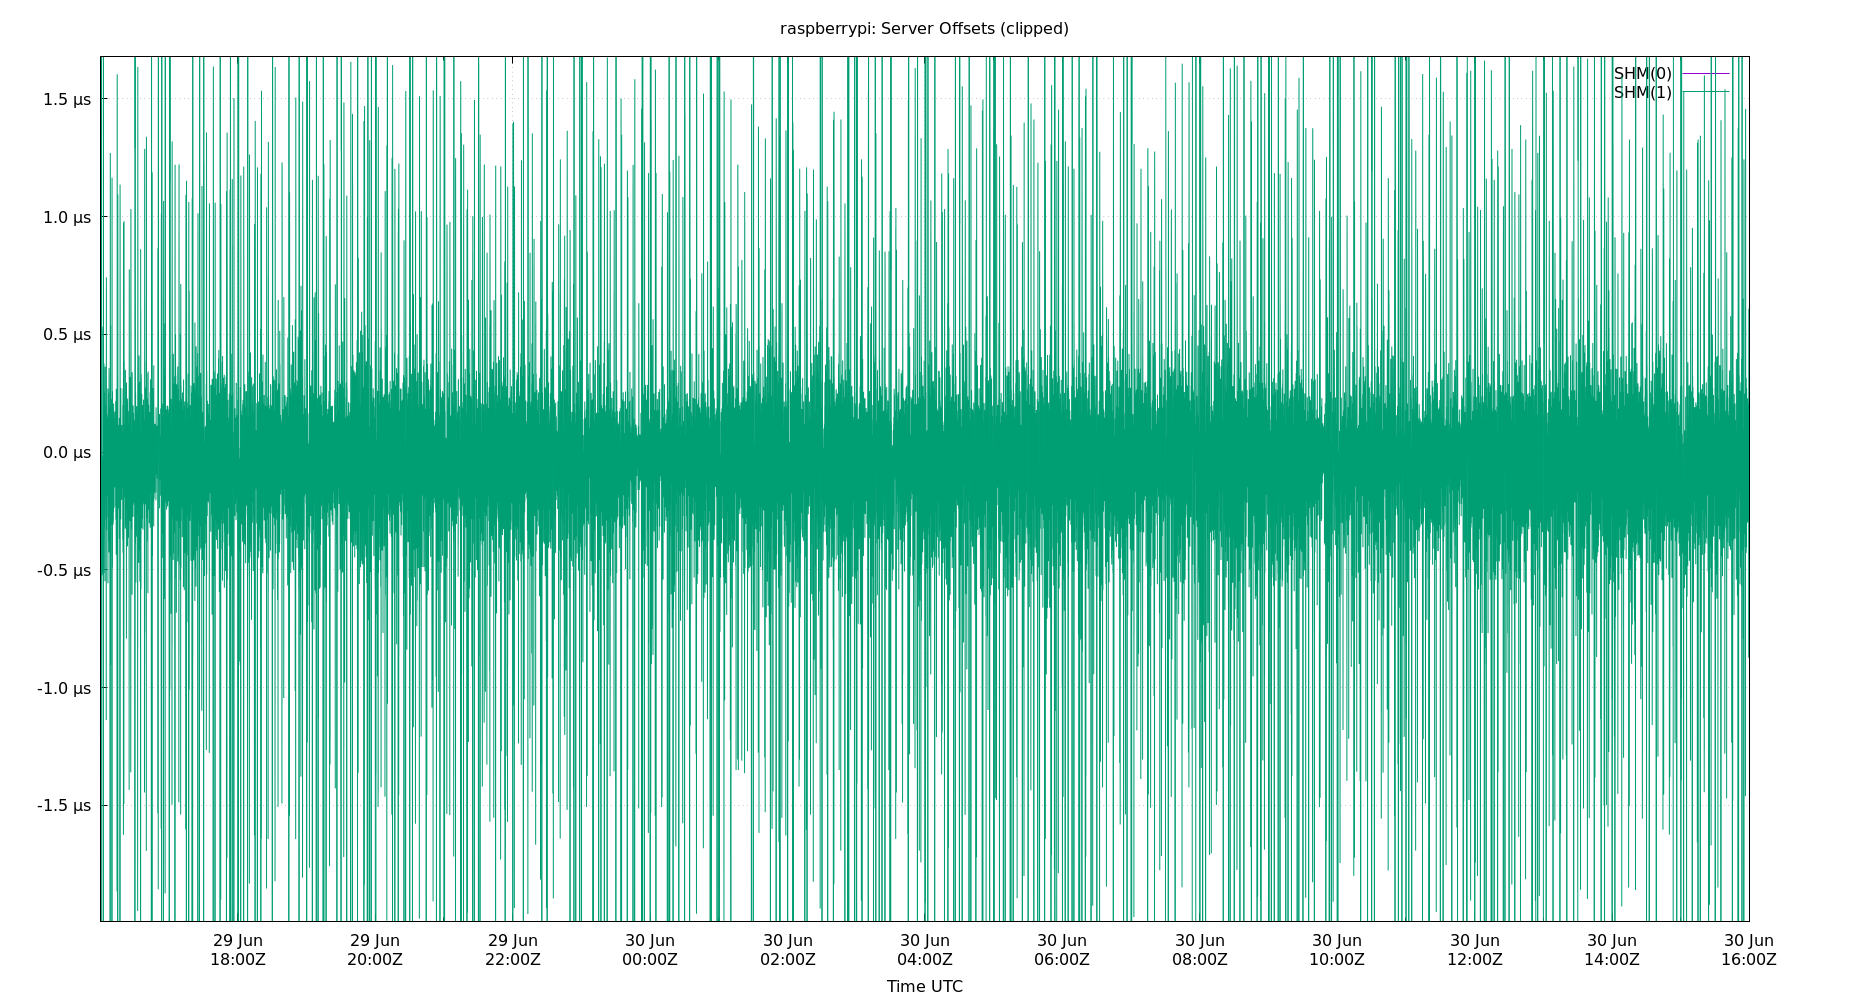 raspberrypi: Server Offsets (clipped)
SHM(0)
SHM(1)
1.5 µs
1.0 µs
0.5 µs
0.0 µs
-0.5 µs
-1.0 µs
-1.5 µs
29 Jun 29 Jun 29 Jun 30 Jun 30 Jun 30 Jun 30 Jun 30 Jun 30 Jun 30 Jun 30 Jun 30 Jun
18:00Z 20:00Z 22:00Z 00:00Z 02:00Z 04:00Z 06:00Z 08:00Z 10:00Z 12:00Z 14:00Z 16:00Z
Time UTC